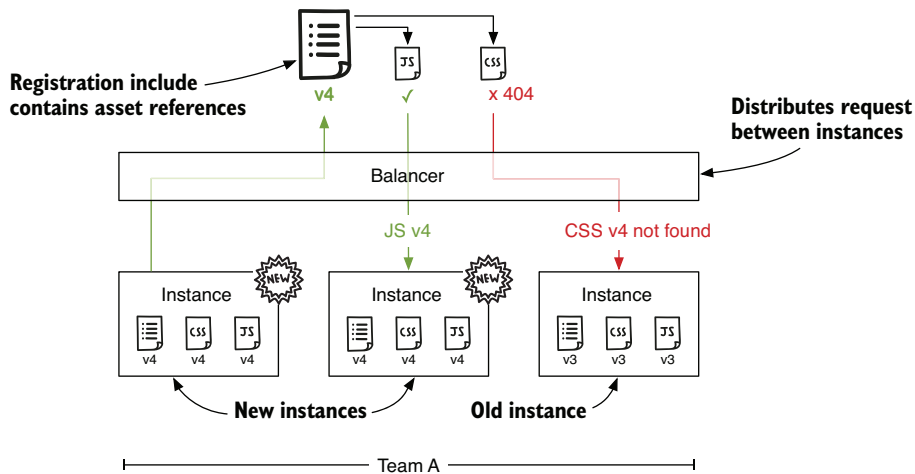 JS
CSS
Registration include
contains asset references
v4
✓
x 404
Distributes request
between instances
Balancer
JS v4
CSS v4 not found
NEW
NEW
Instance
Instance
Instance
CSS
JS
CSS
JS
CSS
JS
v4
v4
v4
v4
v4
v4
v3
v3
v3
New instances
Old instance
Team A